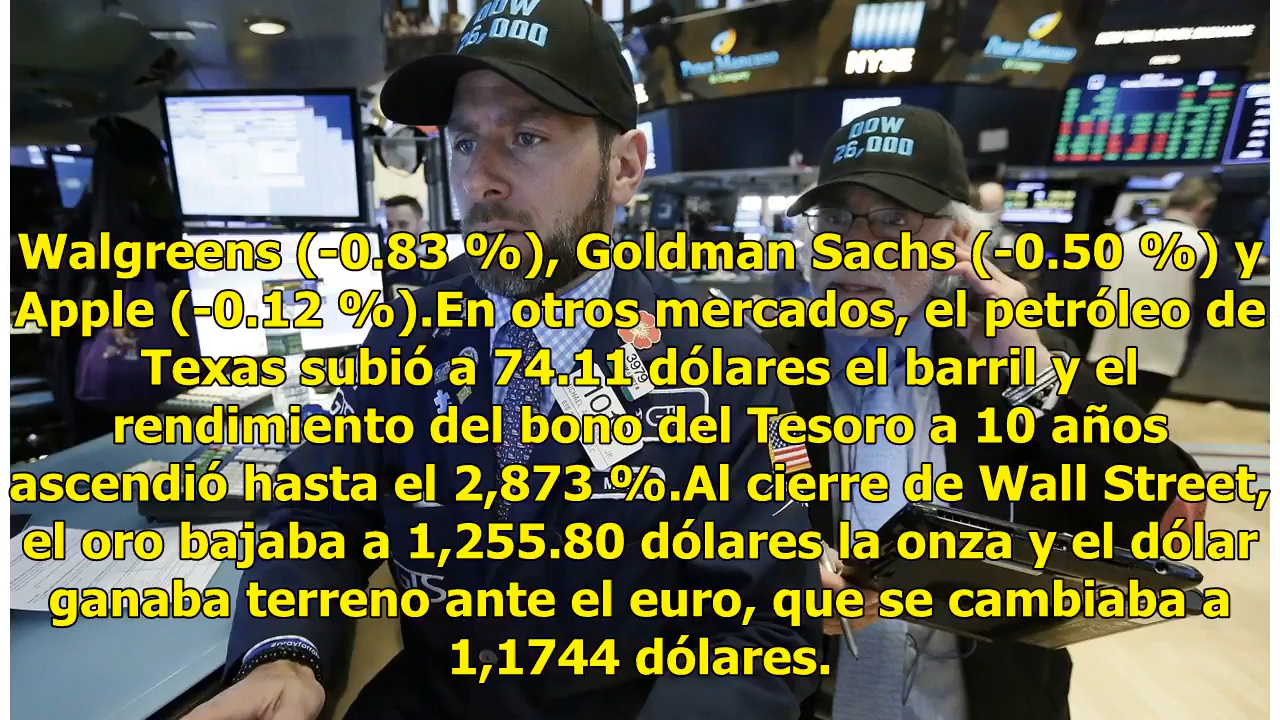 DOW
26,000
DOW
26,000
NYSE
Walgreens (-0.83 %), Goldman Sachs (-0.50 %) y
Apple (-0.12 %).En otros mercados, el petróleo de
Texas subió a 74.11 dólares el barril y el
rendimiento del bono del Tesoro a 10 años
ascendió hasta el 2,873 %.Al cierre de Wall Street,
el oro bajaba a 1,255.80 dólares la onza y el dólar
ganaba terreno ante el euro, que se cambiaba a
1,1744 dólares.